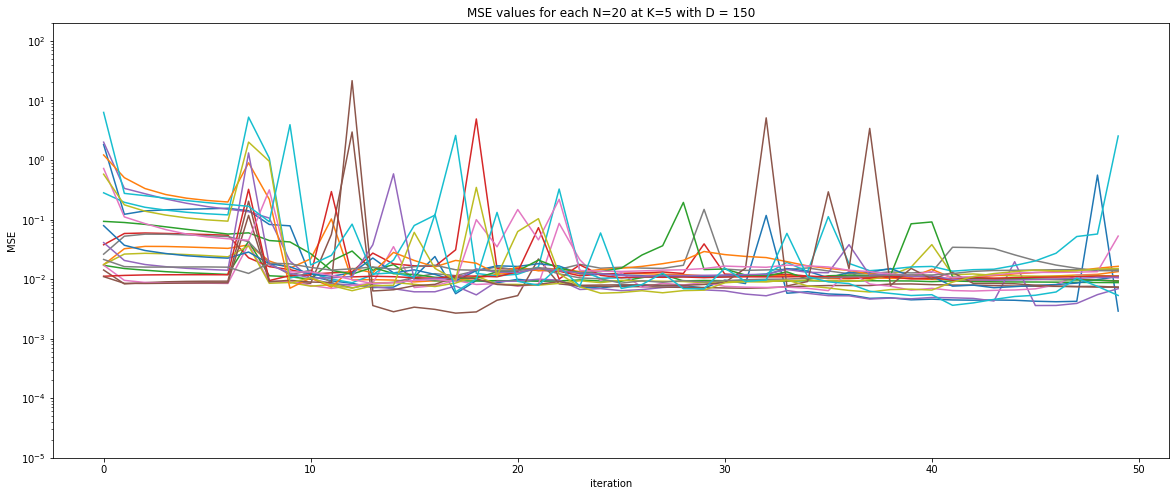 MSE values for each N=20 at K=5 with D = 150
10²
10¹
10⁰
10⁻¹
10⁻²
10⁻³
10⁻⁴
10⁻⁵
MSE
0 10 20 30 40 50
iteration